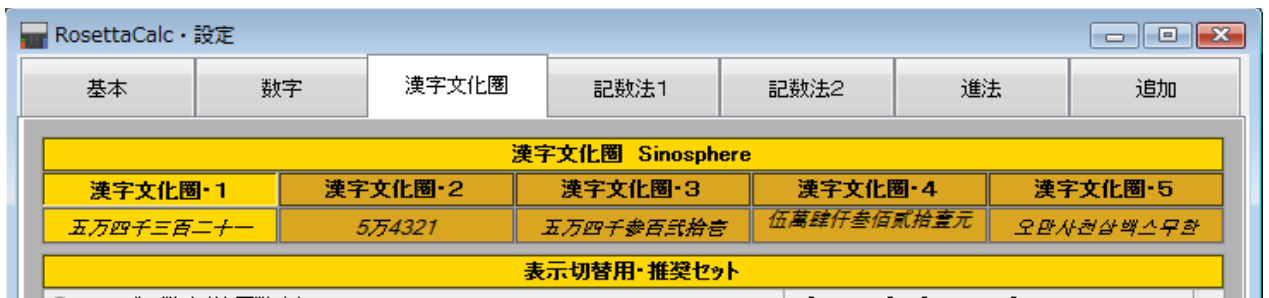 RosettaCalc・設定
基本 数字 漢字文化圏 記数法1 記数法2 進法 追加
漢字文化圏 Sinosphere
漢字文化圏・1 漢字文化圏・2 漢字文化圏・3 漢字文化圏・4 漢字文化圏・5
五万四千三百二十一 5万4321 五万四千参百弐拾壱 伍萬肆仟叁佰贰拾壹元 오만사천삼백스무한
表示切替用・推奨セット